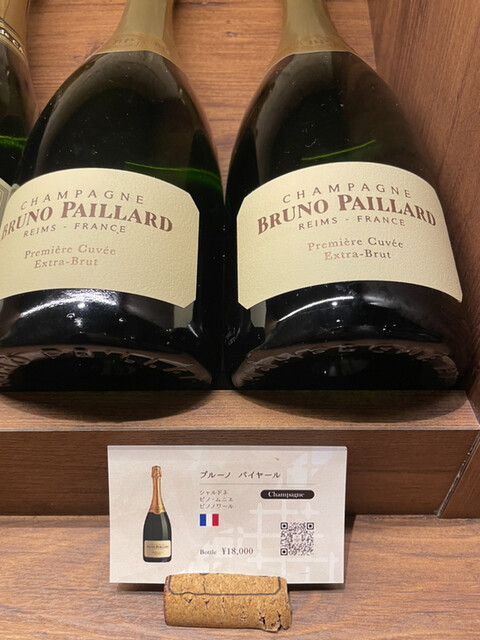 CHAMPAGNE
BRUNO PAILLARD
REIMS - FRANCE
Première Cuvée
Extra-Brut
CHAMPAGNE
BRUNO PAILLARD
REIMS - FRANCE
Première Cuvée
Extra-Brut
ブルーノ パイヤール
シャルドネ
ピノ・ムニエ
ピノノワール
Champagne
Bottle ¥18,000